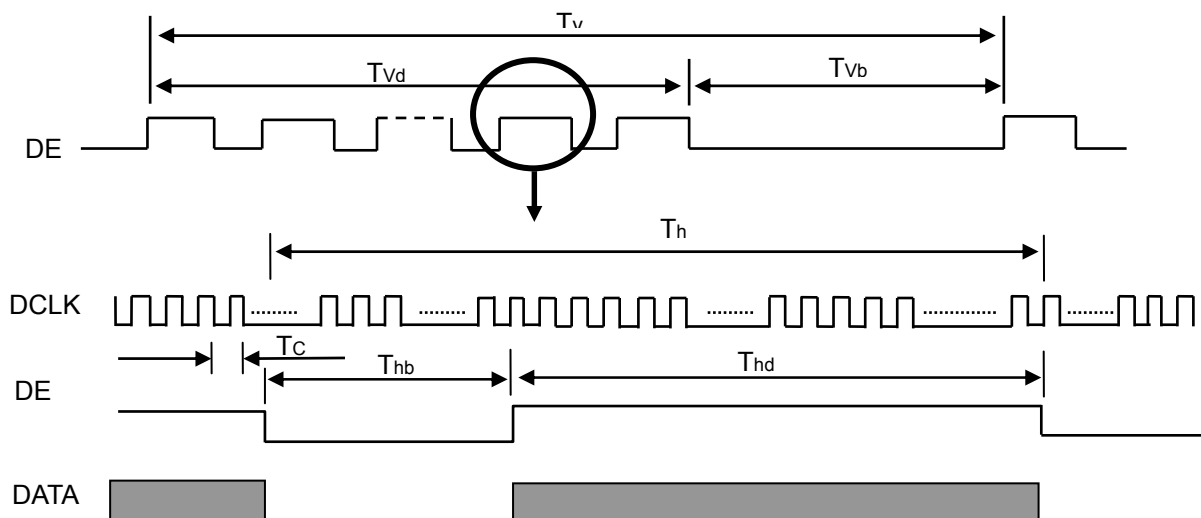 Tv
TVd
TVb
DE
Th
DCLK
TC
Thb
Thd
DE
DATA